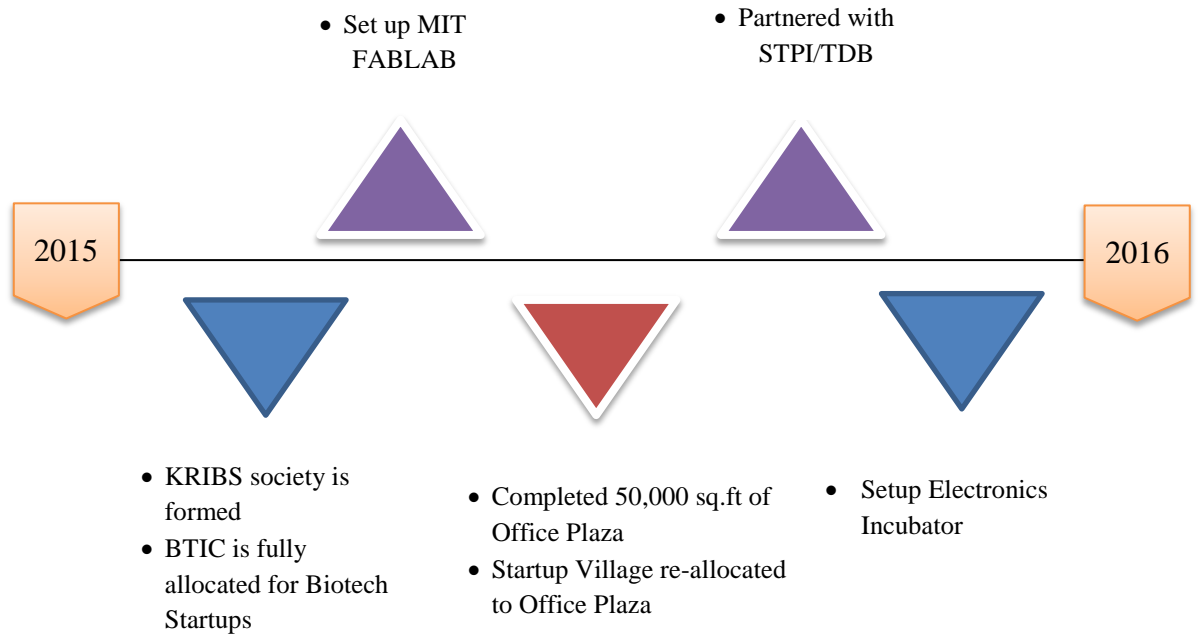 • Set up MIT
FABLAB
• Partnered with
STPI/TDB
2015
2016
• KRIBS society is
formed
• BTIC is fully
allocated for Biotech
Startups
• Completed 50,000 sq.ft of
Office Plaza
• Startup Village re-allocated
to Office Plaza
• Setup Electronics
Incubator